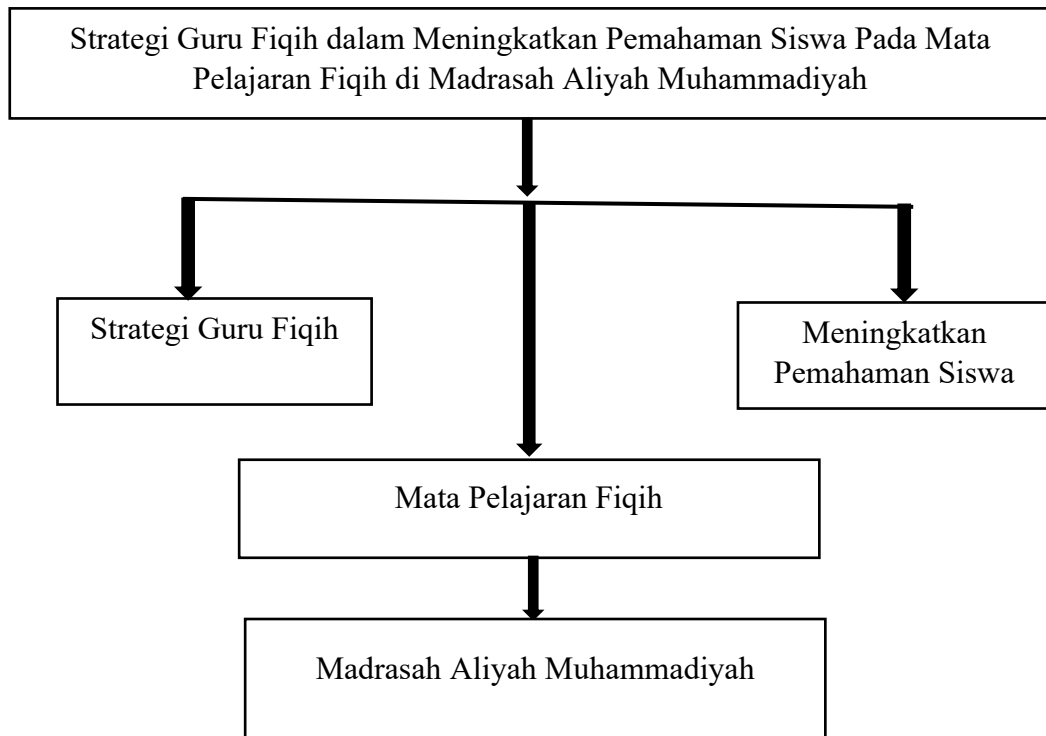 Strategi Guru Fiqih dalam Meningkatkan Pemahaman Siswa Pada Mata
Pelajaran Fiqih di Madrasah Aliyah Muhammadiyah
Strategi Guru Fiqih
Meningkatkan
Pemahaman Siswa
Mata Pelajaran Fiqih
Madrasah Aliyah Muhammadiyah